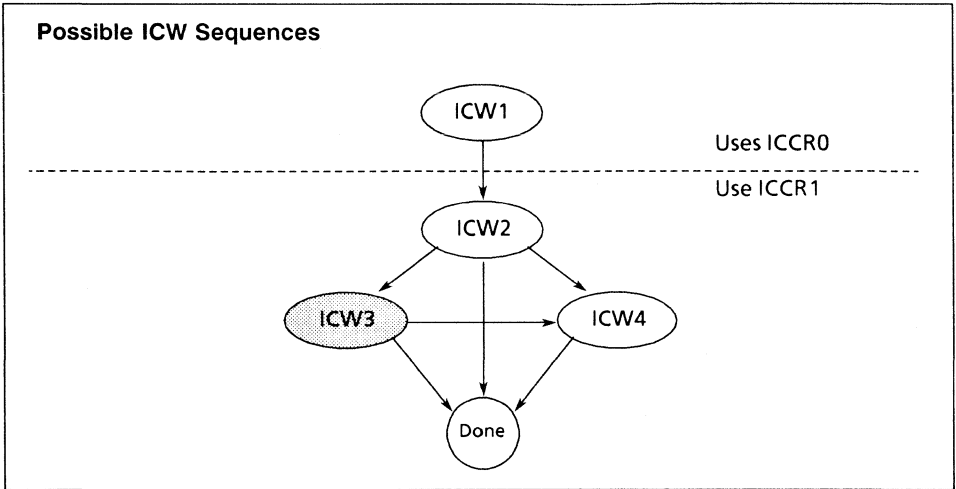 Possible ICW Sequences
ICW1
Uses ICCR0
Use ICCR1
ICW2
ICW3
ICW4
Done